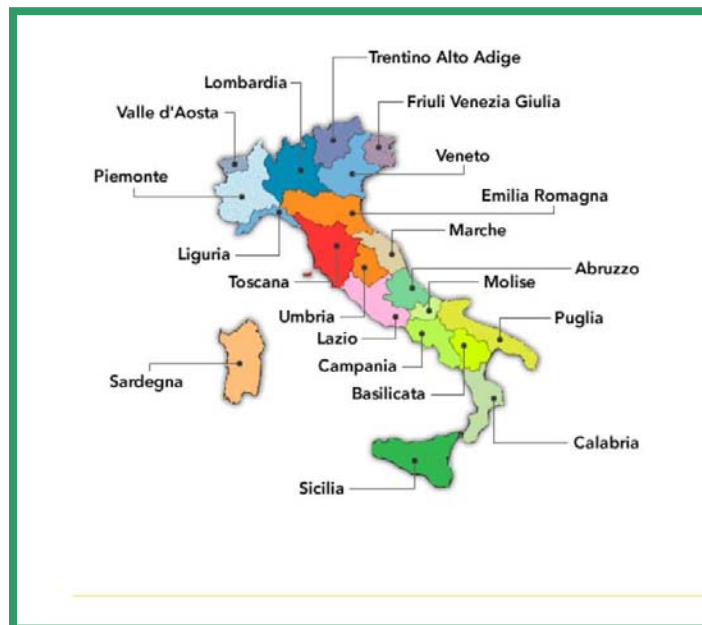 Trentino Alto Adige
Lombardia
Friuli Venezia Giulia
Valle d'Aosta
Veneto
Piemonte
Emilia Romagna
Marche
Liguria
Abruzzo
Toscana
Molise
Umbria
Puglia
Lazio
Campania
Sardegna
Basilicata
Calabria
Sicilia